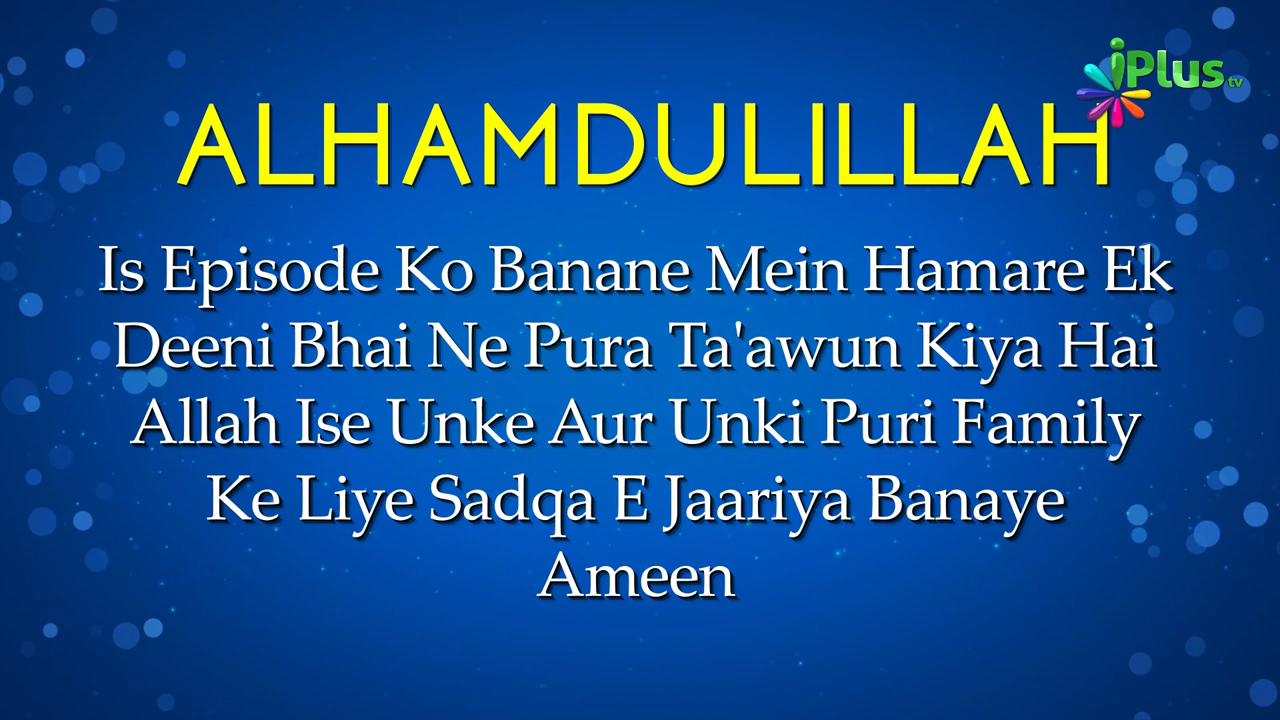 iPlus tv
ALHAMDULILLAH
Is Episode Ko Banane Mein Hamare Ek
Deeni Bhai Ne Pura Ta'awun Kiya Hai
Allah Ise Unke Aur Unki Puri Family
Ke Liye Sadqa E Jaariya Banaye
Ameen